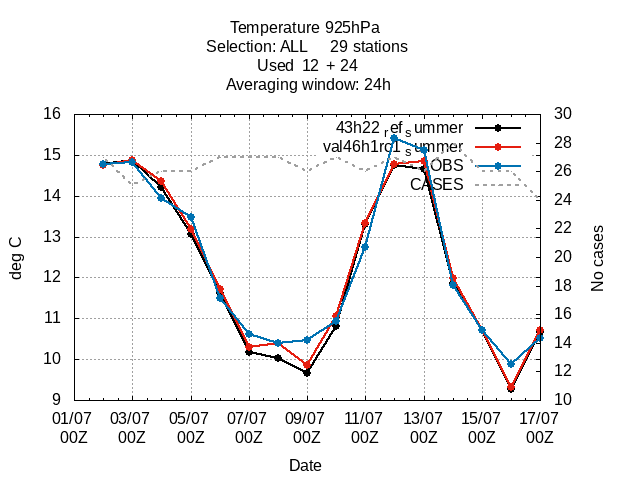 Temperature 925hPa
Selection: ALL 29 stations
Used 12 + 24
Averaging window: 24h
deg C
16
15
14
13
12
11
10
9
43h22 refsummer
val46h1rc1summer
OBS
CASES
30
28
26
24
22
20
18
16
14
12
10
No cases
01/07 03/07 05/07 07/07 09/07 11/07 13/07 15/07 17/07
00Z 00Z 00Z 00Z 00Z 00Z 00Z 00Z 00Z
Date